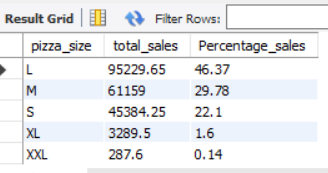 Result Grid Filter Rows:
pizza_size total_sales Percentage_sales
L 95229.65 46.37
M 61159 29.78
S 45384.25 22.1
XL 3289.5 1.6
XXL 287.6 0.14